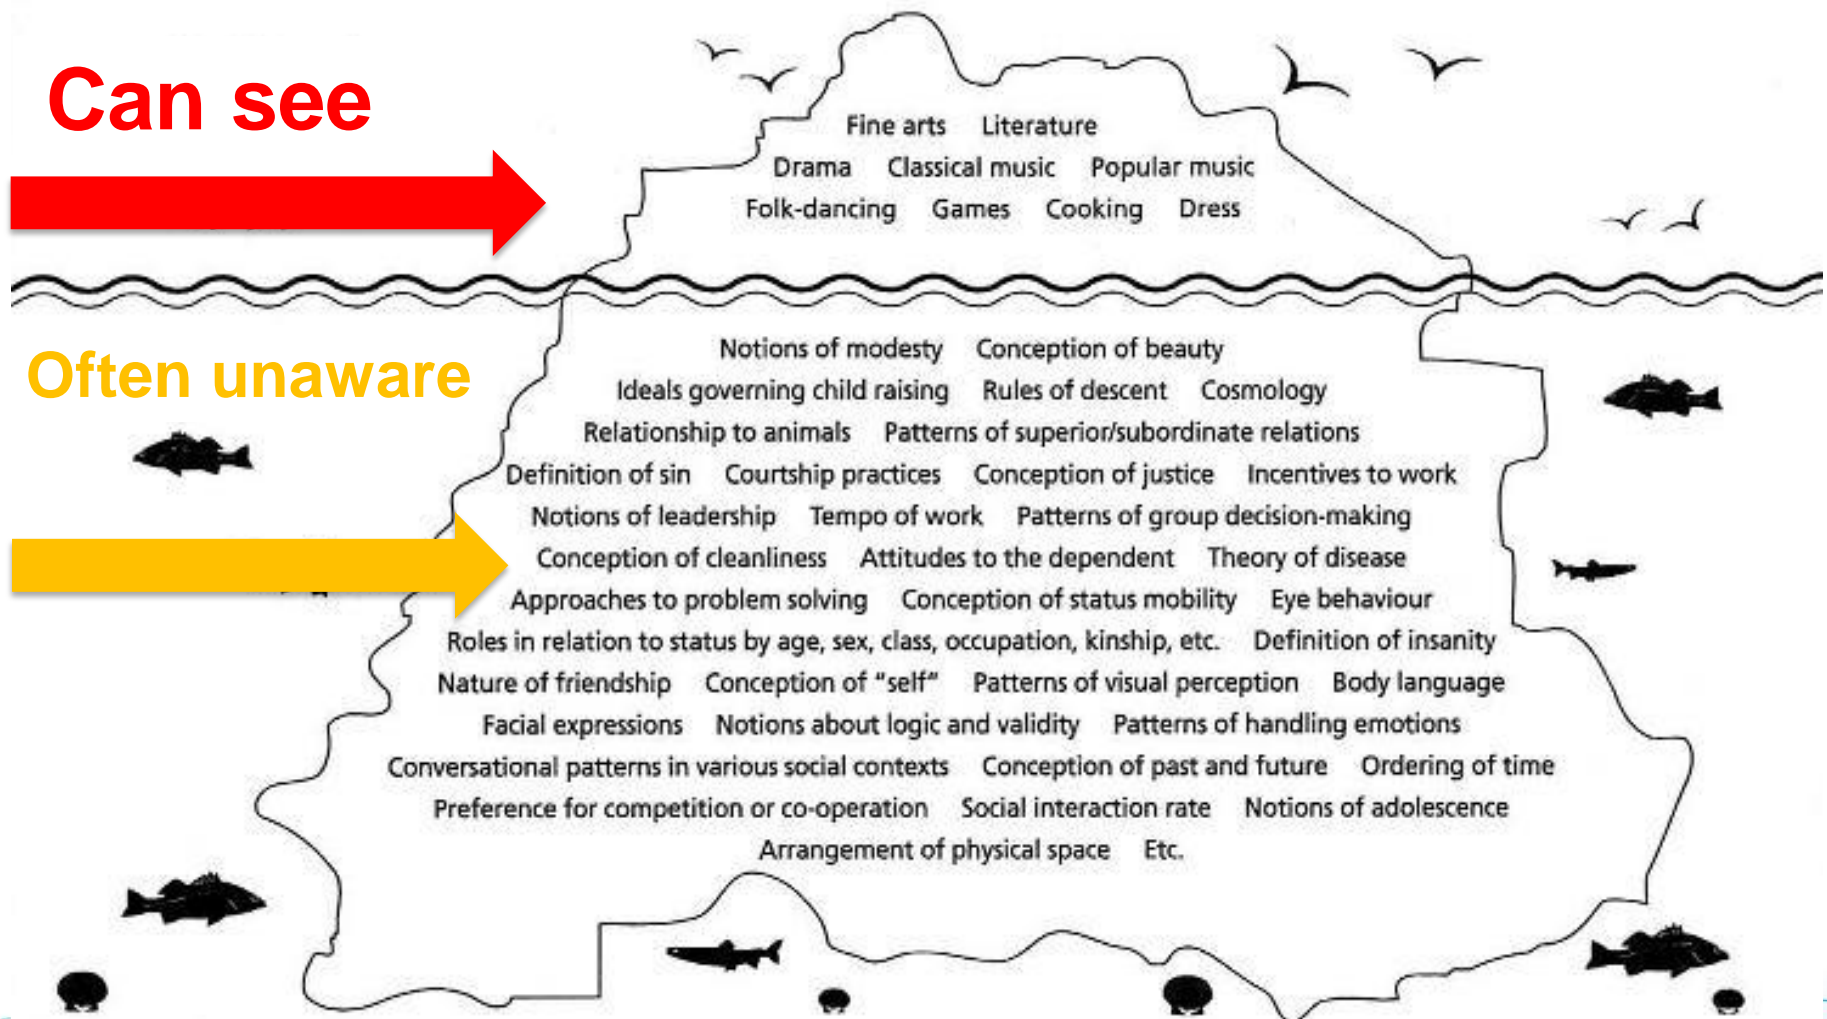 Can see
Fine arts Literature
Drama Classical music Popular music
Folk-dancing Games Cooking Dress
Often unaware
Notions of modesty Conception of beauty
Ideals governing child raising Rules of descent Cosmology
Relationship to animals Patterns of superior/subordinate relations
Definition of sin Courtship practices Conception of justice Incentives to work
Notions of leadership Tempo of work Patterns of group decision-making
Conception of cleanliness Attitudes to the dependent Theory of disease
Approaches to problem solving Conception of status mobility Eye behaviour
Roles in relation to status by age, sex, class, occupation, kinship, etc. Definition of insanity
Nature of friendship Conception of “self” Patterns of visual perception Body language
Facial expressions Notions about logic and validity Patterns of handling emotions
Conversational patterns in various social contexts Conception of past and future Ordering of time
Preference for competition or co-operation Social interaction rate Notions of adolescence
Arrangement of physical space Etc.